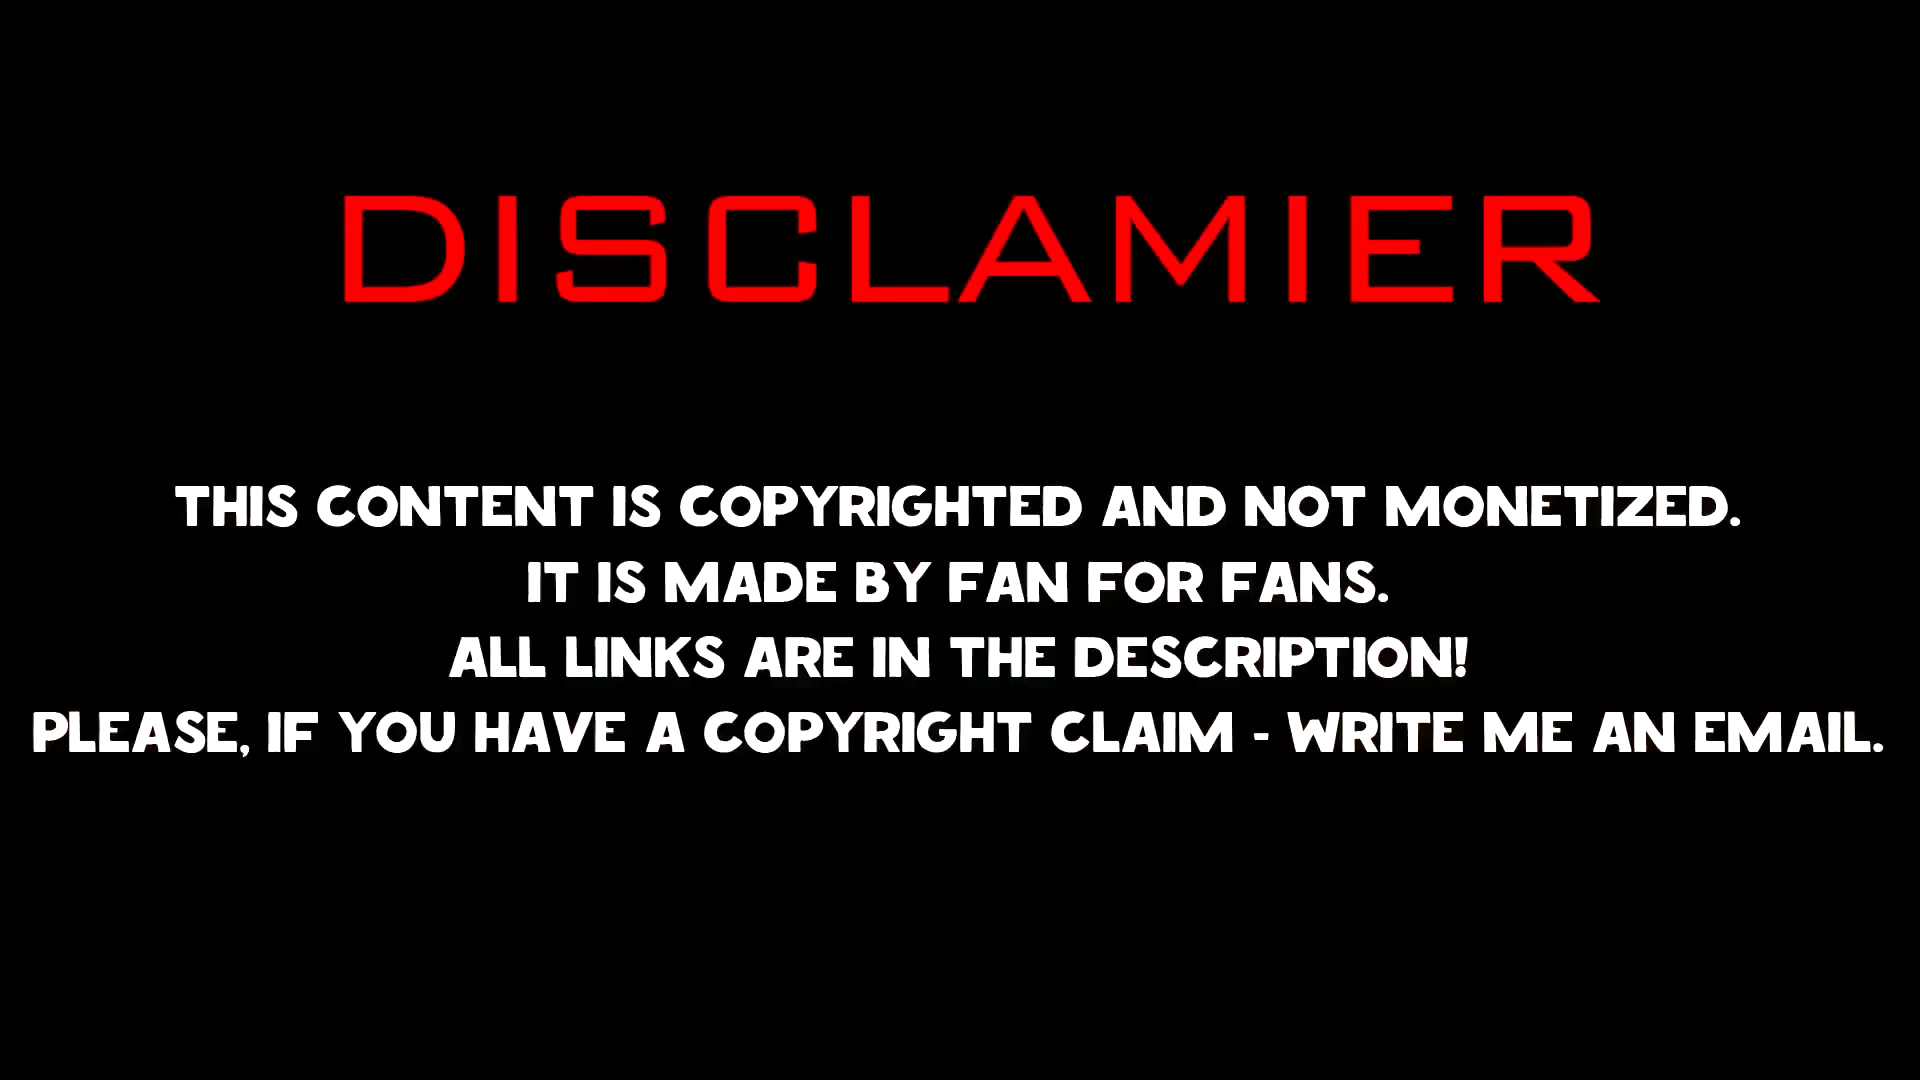 DISCLAMIER
THIS CONTENT IS COPYRIGHTED AND NOT MONETIZED.
IT IS MADE BY FAN FOR FANS.
ALL LINKS ARE IN THE DESCRIPTION!
PLEASE, IF YOU HAVE A COPYRIGHT CLAIM - WRITE ME AN EMAIL.